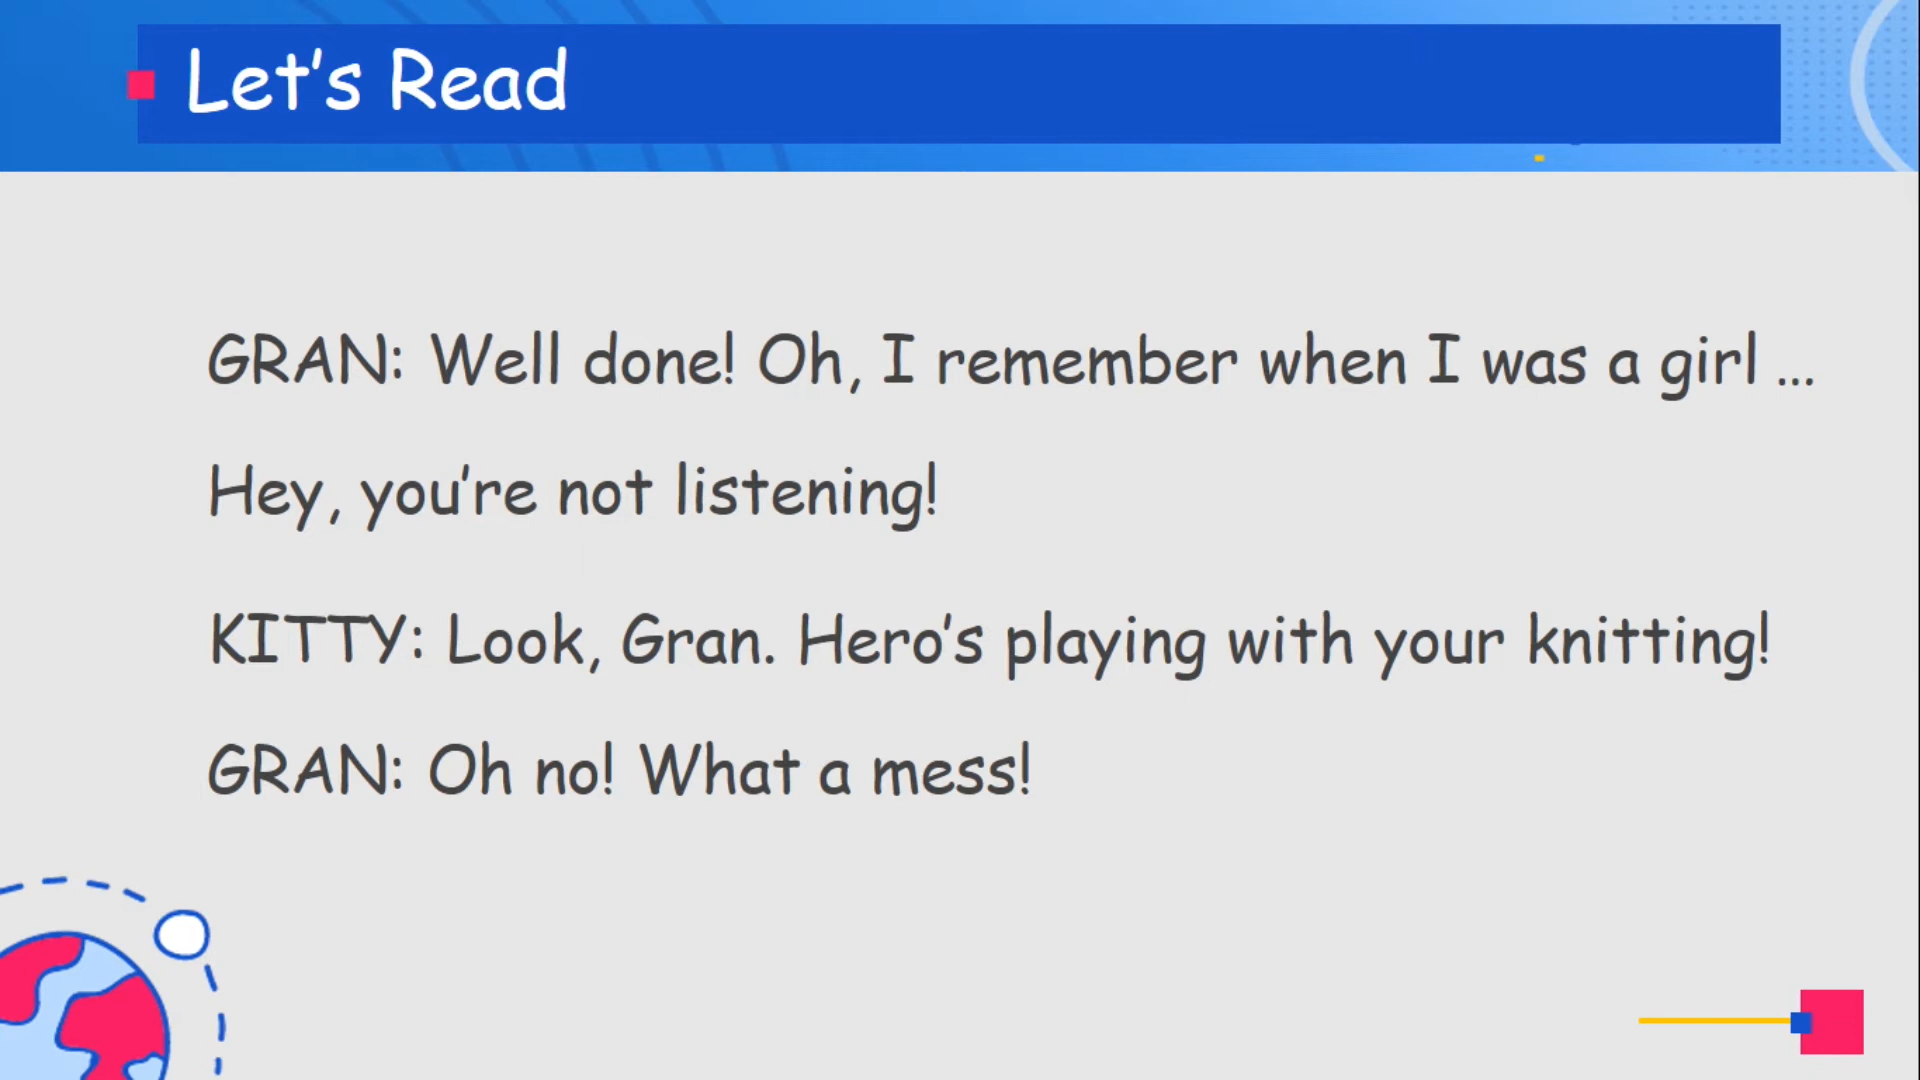 Let's Read
GRAN: Well done! Oh, I remember when I was a girl ...
Hey, you're not listening!
KITTY: Look, Gran. Hero's playing with your knitting!
GRAN: Oh no! What a mess!